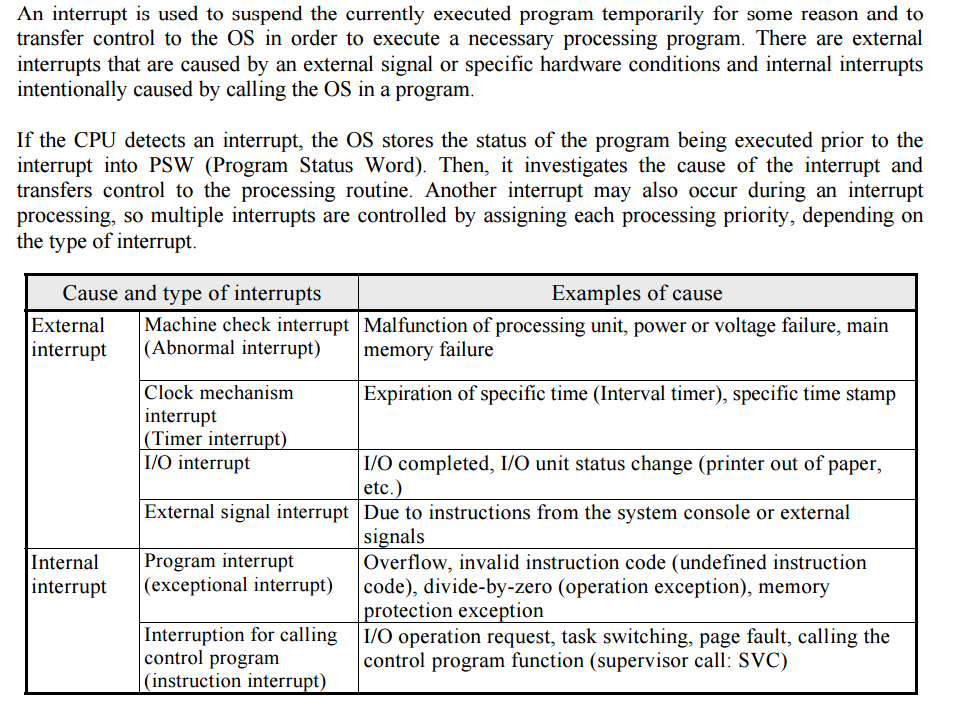 An interrupt is used to suspend the currently executed program temporarily for some reason and to
transfer control to the OS in order to execute a necessary processing program. There are external
interrupts that are caused by an external signal or specific hardware conditions and internal interrupts
intentionally caused by calling the OS in a program.
If the CPU detects an interrupt, the OS stores the status of the program being executed prior to the
interrupt into PSW (Program Status Word). Then, it investigates the cause of the interrupt and
transfers control to the processing routine. Another interrupt may also occur during an interrupt
processing, so multiple interrupts are controlled by assigning each processing priority, depending on
the type of interrupt.
Cause and type of interrupts
Examples of cause
External
interrupt
Machine check interrupt
(Abnormal interrupt)
Malfunction of processing unit, power or voltage failure, main
memory failure
Clock mechanism
interrupt
(Timer interrupt)
Expiration of specific time (Interval timer), specific time stamp
I/O interrupt
I/O completed, I/O unit status change (printer out of paper,
etc.)
External signal interrupt
Due to instructions from the system console or external
signals
Internal
interrupt
Program interrupt
(exceptional interrupt)
Overflow, invalid instruction code (undefined instruction
code), divide-by-zero (operation exception), memory
protection exception
Interruption for calling
control program
(instruction interrupt)
I/O operation request, task switching, page fault, calling the
control program function (supervisor call: SVC)